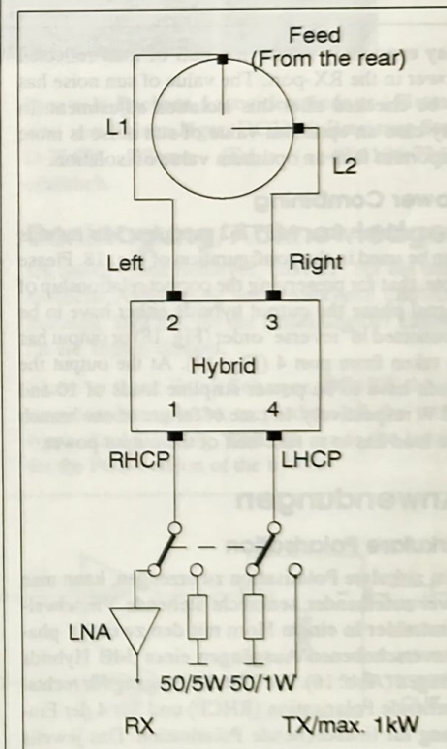 Feed
(From the rear)
L1
L2
Left
Right
2
3
Hybrid
1
4
RHCP
LHCP
LNA
50/5W 50/1W
RX
TX/max. 1kW